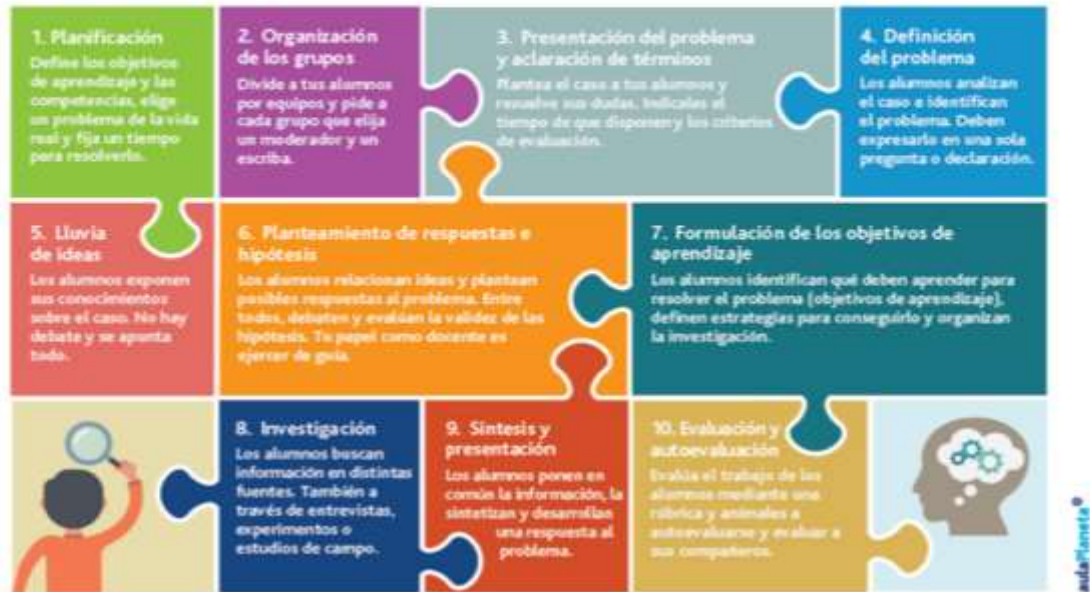 1. Planificación
Define los objetivos
de aprendizaje y las
competencias, elige
un problema de la vida
real y fija un tiempo
para resolverlo.
2. Organización
de los grupos
Divide a tus alumnos
por equipos y pide a
cada grupo que elija
un moderador y un
escriba.
3. Presentación del problema
y aclaración de términos
Plantea el caso a tus alumnos y
resuelve sus dudas. Indícales el
tiempo de que disponen y los criterios
de evaluación.
4. Definición
del problema
Los alumnos analizan
el caso e identifican
el problema. Deben
expresarlo en una sola
pregunta o declaración.
5. Lluvia
de ideas
Los alumnos exponen
sus conocimientos
sobre el caso. No hay
debate y se apunta
todo.
6. Planteamiento de respuestas e
hipótesis
Los alumnos relacionan ideas y plantean
posibles respuestas al problema. Entre
todos, debaten y evalúan la validez de las
hipótesis. Tu papel como docente es
ejercer de guía.
7. Formulación de los objetivos de
aprendizaje
Los alumnos identifican qué deben aprender para
resolver el problema (objetivos de aprendizaje),
definen estrategias para conseguirlo y organizan
la investigación.
8. Investigación
Los alumnos buscan
información en distintas
fuentes. También a
través de entrevistas,
experimentos o
estudios de campo.
9. Síntesis y
presentación
Los alumnos ponen en
común la información, la
sintetizan y desarrollan
una respuesta al
problema.
10. Evaluación y
autoevaluación
Evalúa el trabajo de los
alumnos mediante una
rúbrica y anímales a
autoevaluarse y evaluar a
sus compañeros.
aulaPlaneta